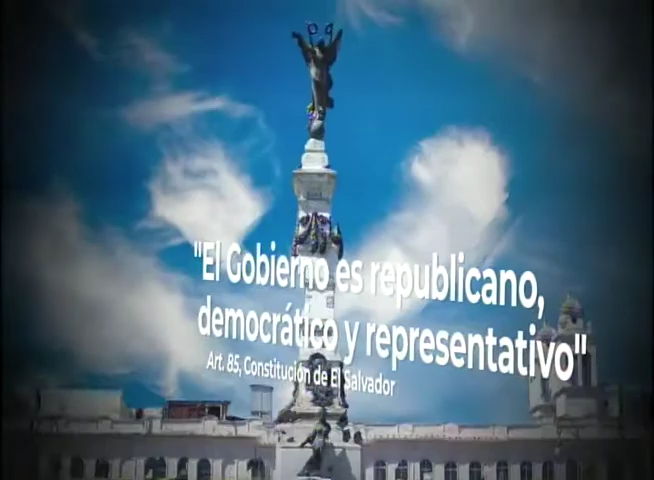 "El Gobierno es republicano,
democrático y representativo"
Art. 85, Constitución de El Salvador